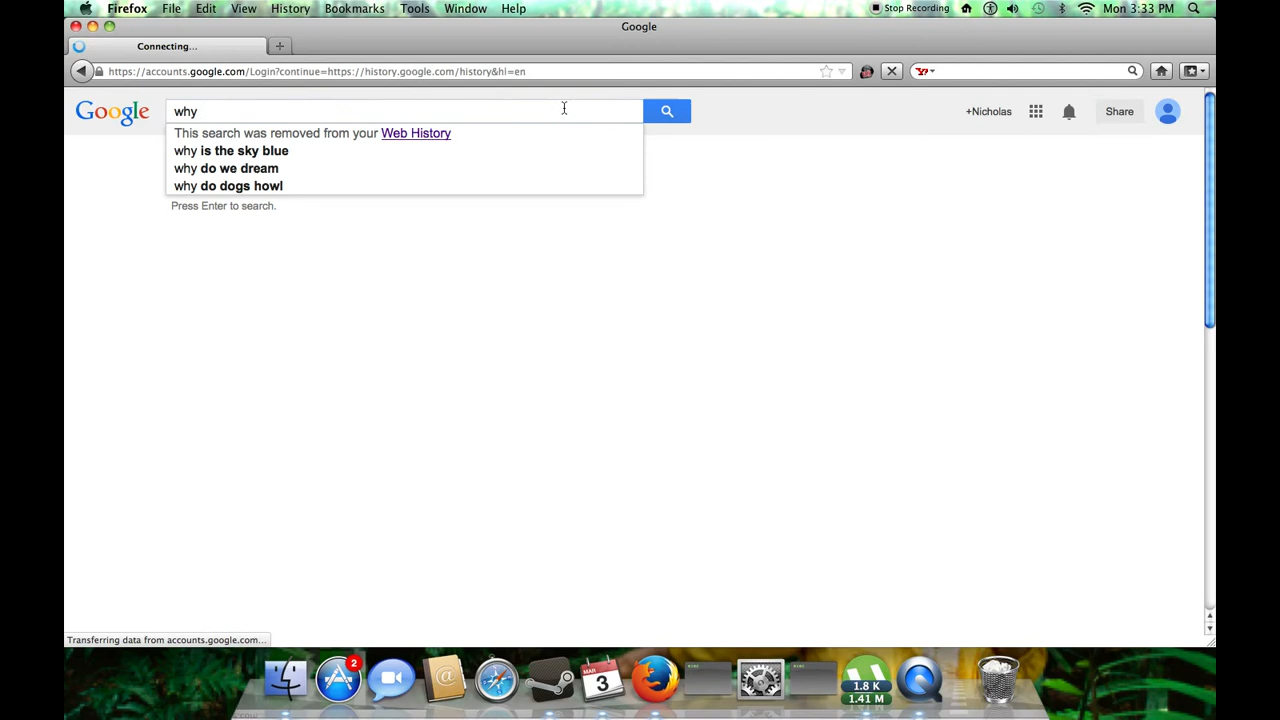 Firefox File Edit View History Bookmarks Tools Window Help Stop Recording Mon 3:33 PM
Google
Connecting...
https://accounts.google.com/Login?continue=https://history.google.com/history&hl=en
Google why +Nicholas Share
This search was removed from your Web History
why is the sky blue
why do we dream
why do dogs howl
Press Enter to search.
Transferring data from accounts.google.com...
2
MAR
3
1.8 K
1.41 M